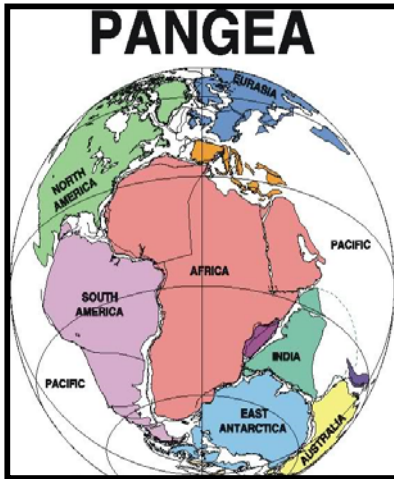 PANGEA
EURASIA
NORTH
AMERICA
AFRICA
PACIFIC
SOUTH
AMERICA
INDIA
PACIFIC
EAST
ANTARCTICA
AUSTRALIA